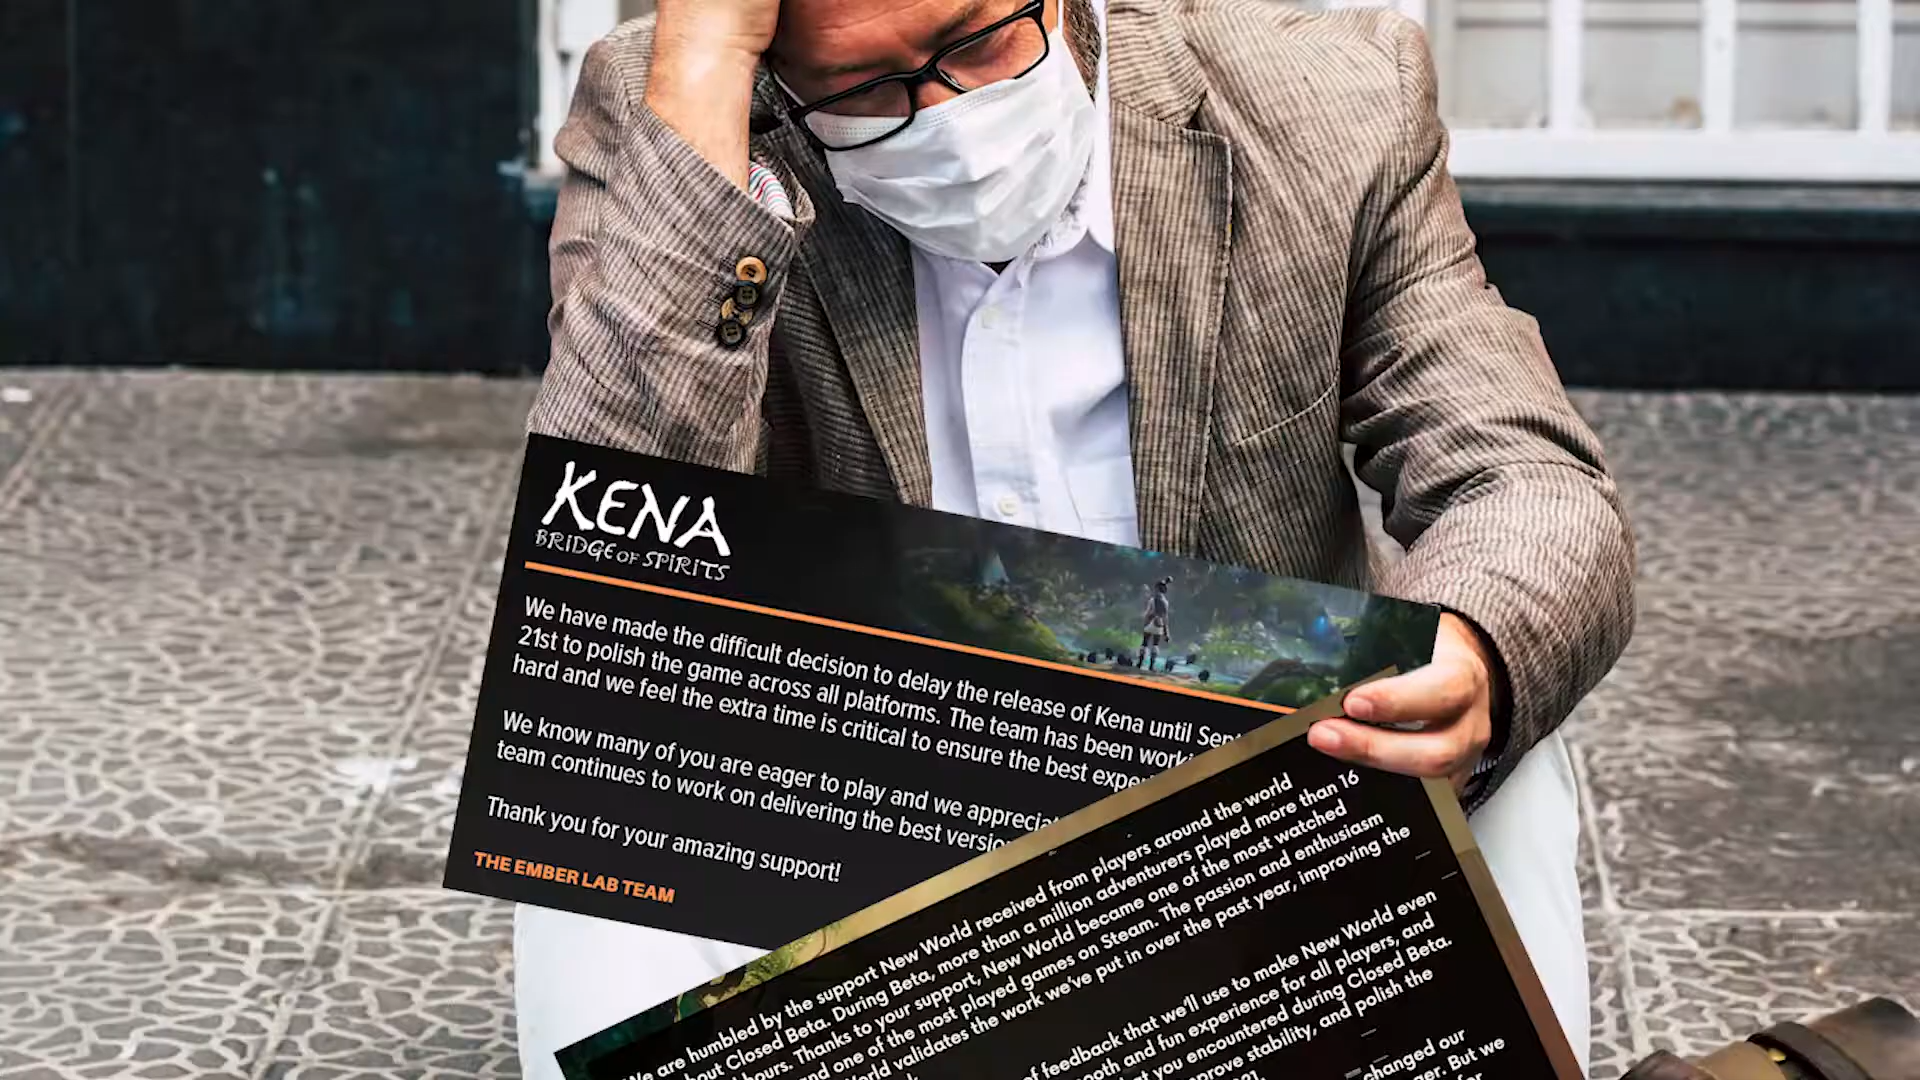 KENA
BRIDGE OF SPIRITS
We have made the difficult decision to delay the release of Kena until
21st to polish the game across all platforms. The team has been
hard and we feel the extra time is critical to ensure the best
We know many of you are eager to play and we
team continues to work on delivering the best
Thank you for your amazing support!
THE EMBER LAB TEAM
We are humbled by the support New World received from players around the world
Closed Beta. During Beta, more than a million adventurers played more than 16
hours. Thanks to your support, New World became one of the most watched
and one of the most played games on Steam. The passion and enthusiasm
World validates the work we've put in over the past year, improving the
of feedback that we'll use to make New World even
and fun experience for all players, and
you encountered during Closed Beta.
stability, and polish the
changed our
But we
for